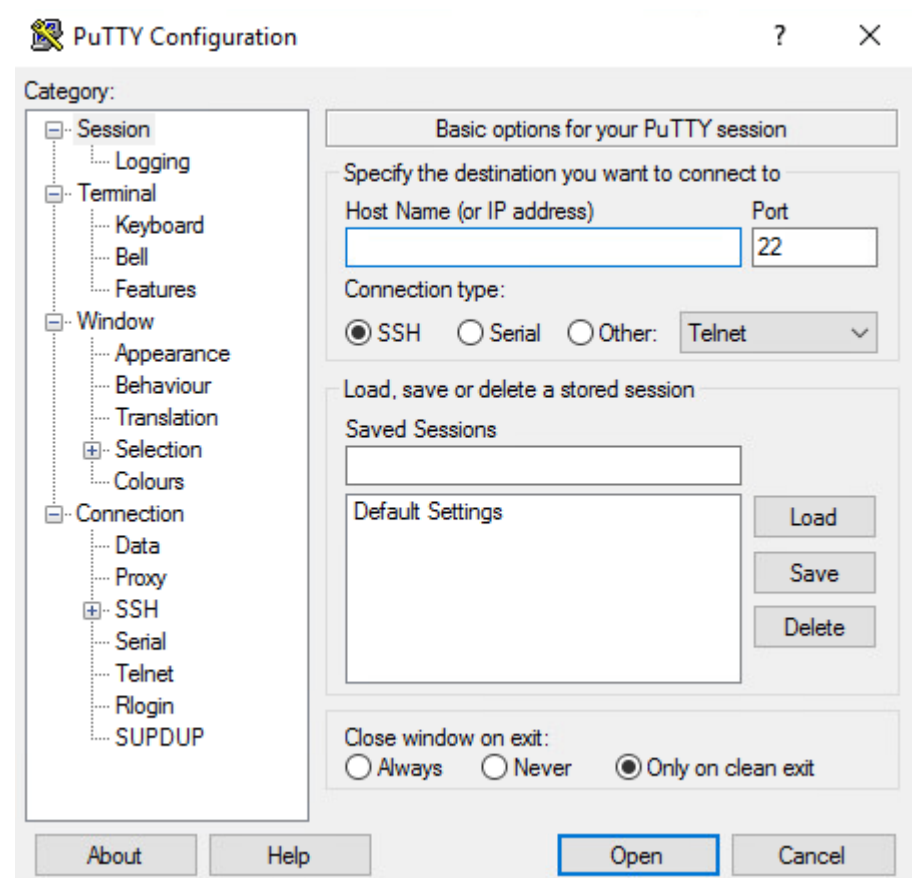 PuTTY Configuration ?
Category:
Session
Logging
Terminal
Keyboard
Bell
Features
Window
Appearance
Behaviour
Translation
Selection
Colours
Connection
Data
Proxy
SSH
Serial
Telnet
Rlogin
SUPDUP
Basic options for your PuTTY session
Specify the destination you want to connect to
Host Name (or IP address) Port
22
Connection type:
SSH Serial Other: Telnet
Load, save or delete a stored session
Saved Sessions
Default Settings
Load
Save
Delete
Close window on exit:
Always Never Only on clean exit
About Help Open Cancel